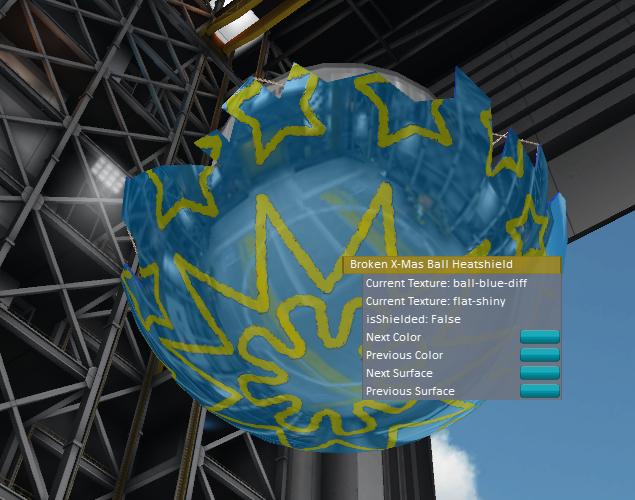 Broken X-Mas Ball Heatshield
Current Texture: ball-blue-diff
Current Texture: flat-shiny
isShielded: False
Next Color
Previous Color
Next Surface
Previous Surface